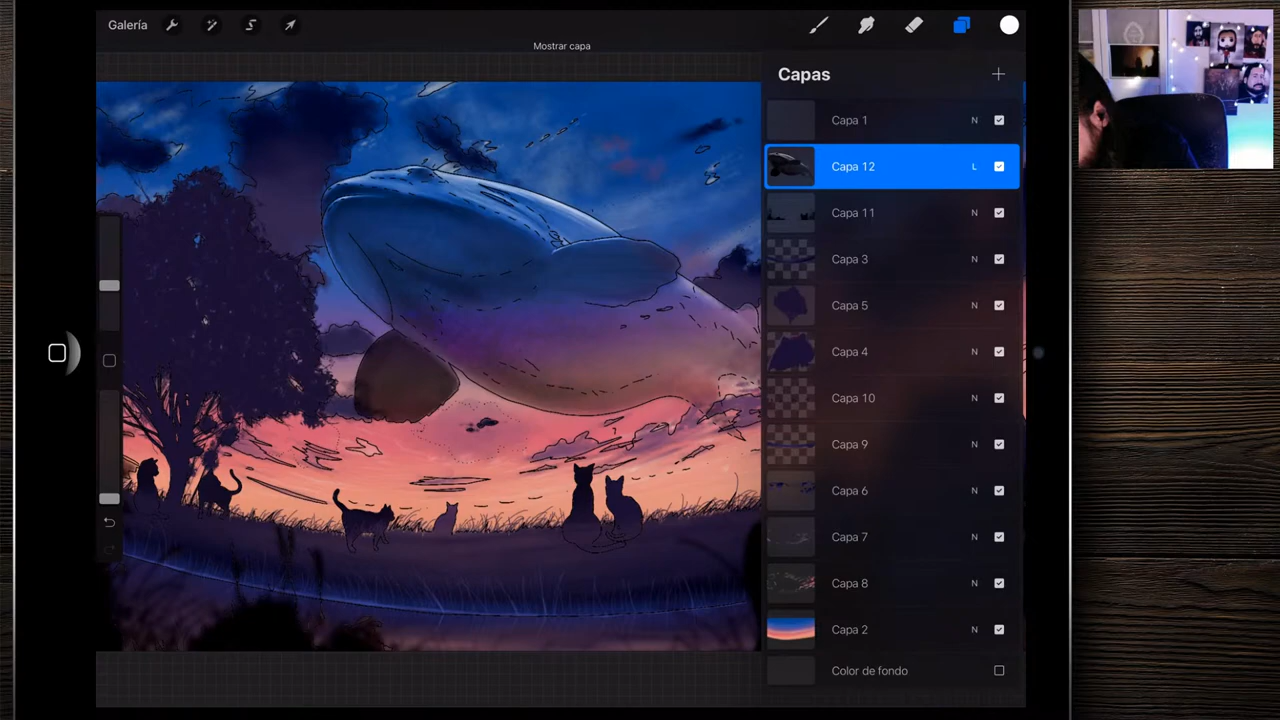 Galería
Mostrar capa
Capas
Capa 1 N
Capa 12 L
Capa 11 N
Capa 3 N
Capa 5 N
Capa 4 N
Capa 10 N
Capa 9 N
Capa 6 N
Capa 7 N
Capa 8 N
Capa 2 N
Color de fondo